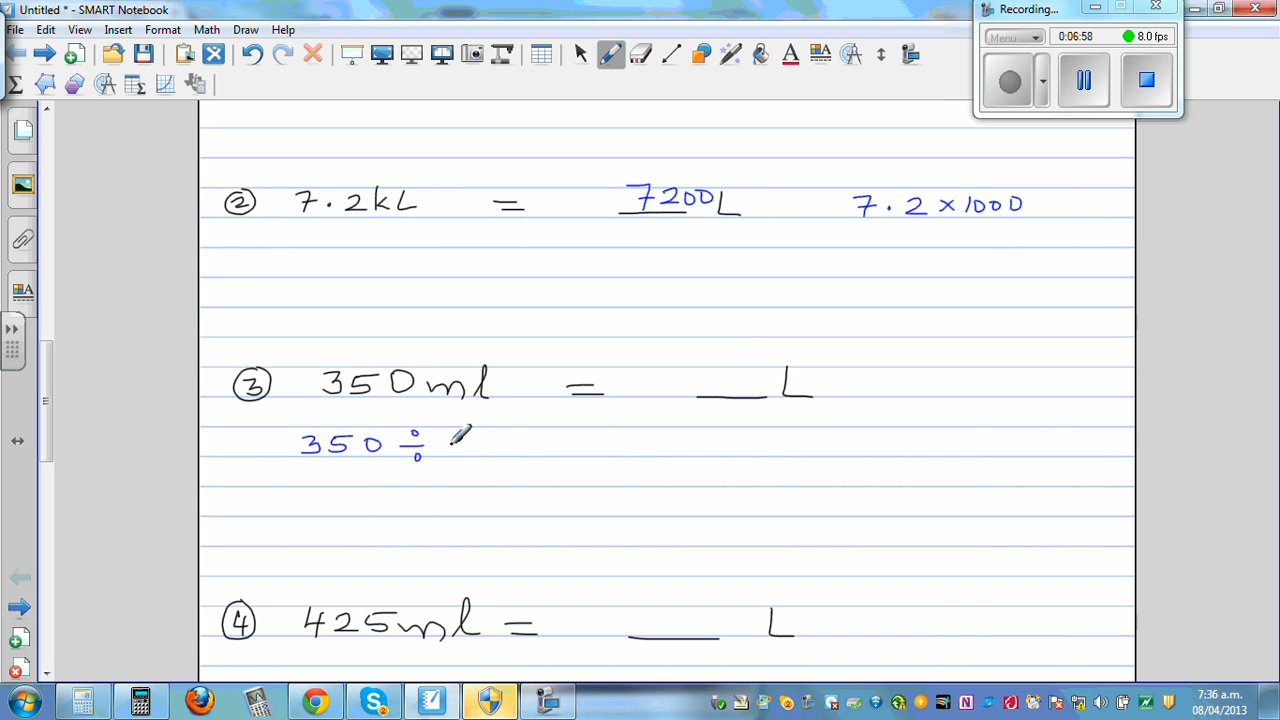 Untitled * - SMART Notebook
Recording...
File Edit View Insert Format Math Draw Help
Menu 0:06:58 8.0 fps
② 7.2kL = 7200L 7.2 × 1000
③ 350ml = ___ L
350 ÷
④ 425ml = ___ L
7:36 a.m.
08/04/2013